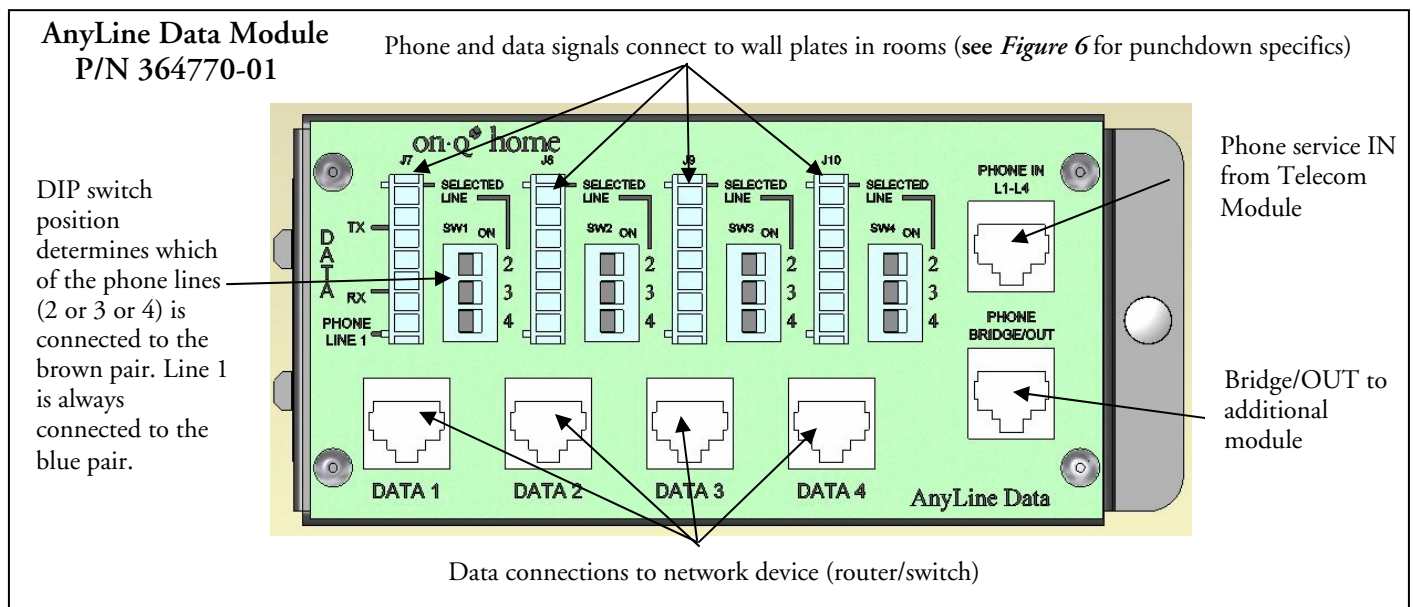 AnyLine Data Module
P/N 364770-01
Phone and data signals connect to wall plates in rooms (see Figure 6 for punchdown specifics)
DIP switch
position
determines which
of the phone lines
(2 or 3 or 4) is
connected to the
brown pair. Line 1
is always
connected to the
blue pair.
on·Q home
J7
J8
J9
J10
SELECTED
LINE
SELECTED
LINE
SELECTED
LINE
SELECTED
LINE
DATA
TX
RX
PHONE
LINE 1
SW1 ON
2
3
4
SW2 ON
2
3
4
SW3 ON
2
3
4
SW4 ON
2
3
4
PHONE IN
L1-L4
PHONE
BRIDGE/OUT
DATA 1
DATA 2
DATA 3
DATA 4
AnyLine Data
Phone service IN
from Telecom
Module
Bridge/OUT to
additional
module
Data connections to network device (router/switch)